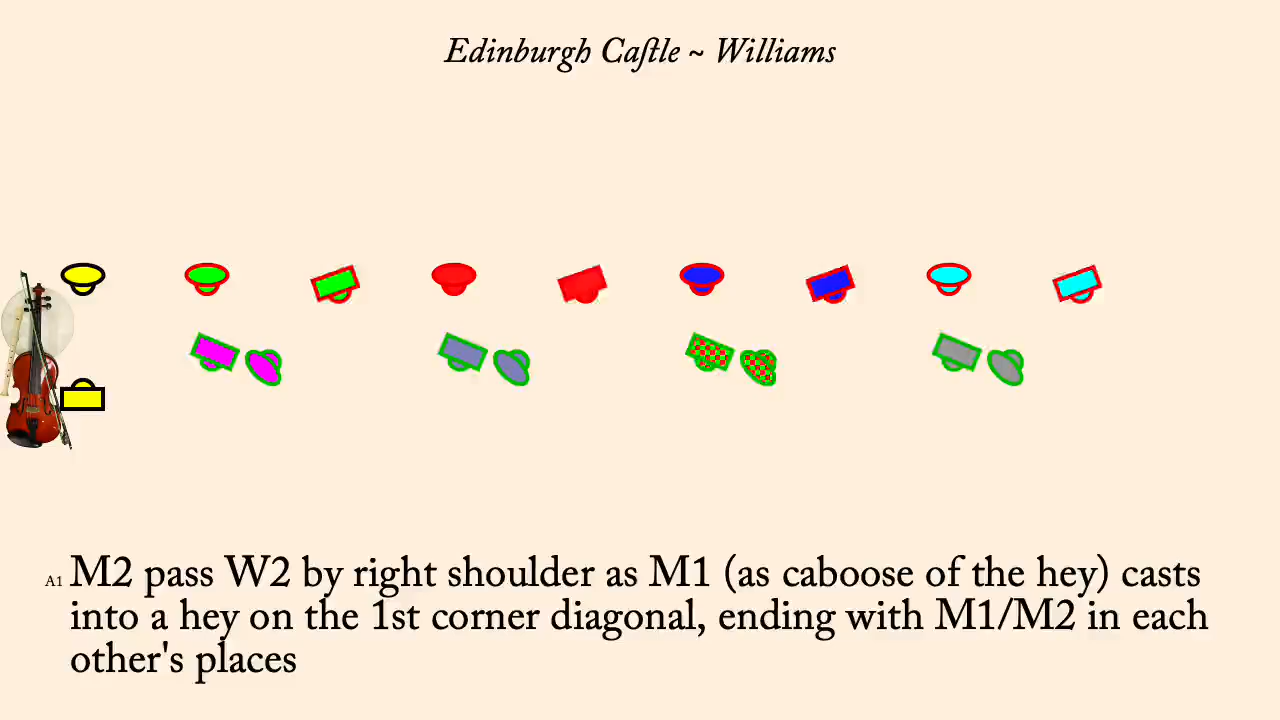 Edinburgh Caſtle ~ Williams
A1 M2 pass W2 by right shoulder as M1 (as caboose of the hey) casts
into a hey on the 1st corner diagonal, ending with M1/M2 in each
other's places